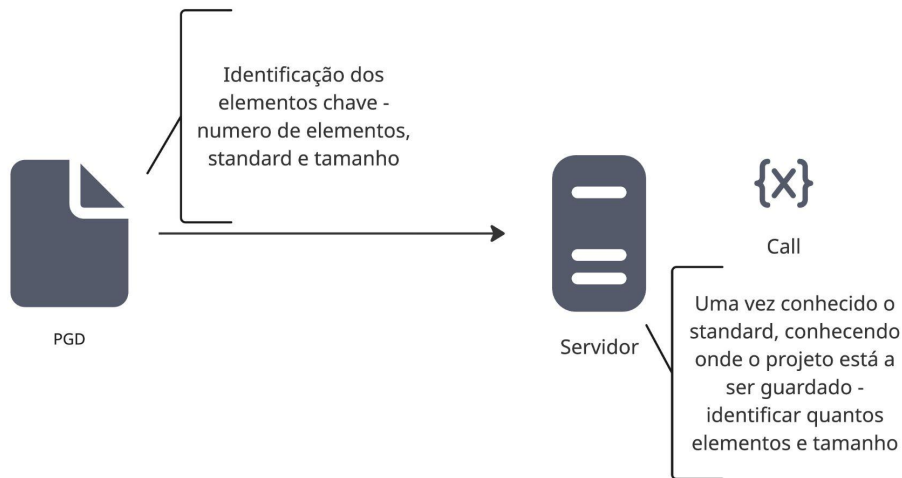 Identificação dos
elementos chave -
numero de elementos,
standard e tamanho
PGD
Servidor
{x}
Call
Uma vez conhecido o
standard, conhecendo
onde o projeto está a
ser guardado -
identificar quantos
elementos e tamanho